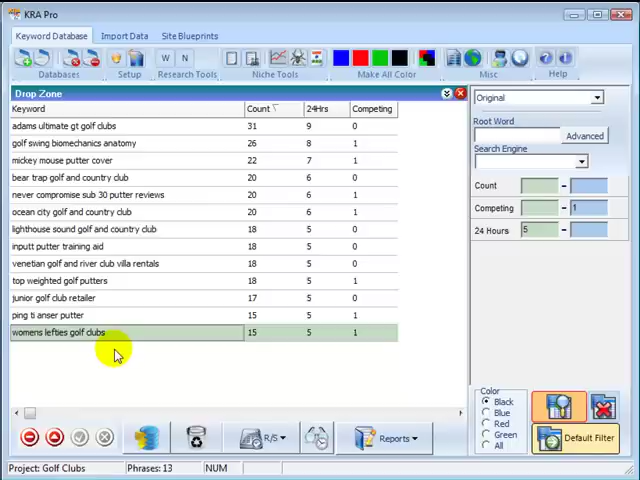 KRA Pro
Keyword Database Import Data Site Blueprints
W N
Databases Setup Research Tools Niche Tools Make All Color Misc Help
Drop Zone
Keyword Count 24Hrs Competing
adams ultimate gt golf clubs 31 9 0
golf swing biomechanics anatomy 26 8 1
mickey mouse putter cover 22 7 1
bear trap golf and country club 20 6 0
never compromise sub 30 putter reviews 20 6 1
ocean city golf and country club 20 6 1
lighthouse sound golf and country club 18 5 0
inputt putter training aid 18 5 0
venetian golf and river club villa rentals 18 5 0
top weighted golf putters 18 5 1
junior golf club retailer 17 5 0
ping ti anser putter 15 5 1
womens lefties golf clubs 15 5 1
Original
Root Word
Advanced
Search Engine
Count –
Competing – 1
24 Hours 5 –
Color
Black
Blue
Red
Green
All
Default Filter
R/S
Reports
Project: Golf Clubs Phrases: 13 NUM